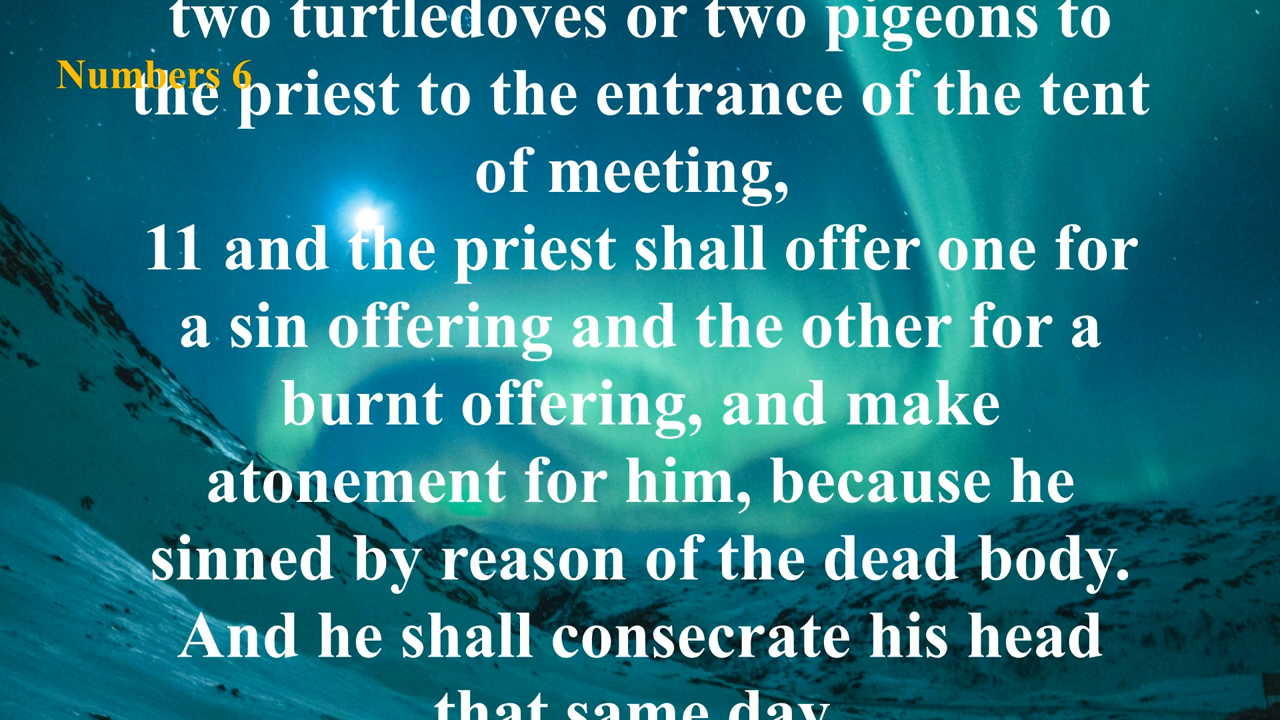 two turtledoves or two pigeons to
Numbers 6
the priest to the entrance of the tent
of meeting,
11 and the priest shall offer one for
a sin offering and the other for a
burnt offering, and make
atonement for him, because he
sinned by reason of the dead body.
And he shall consecrate his head
that same day